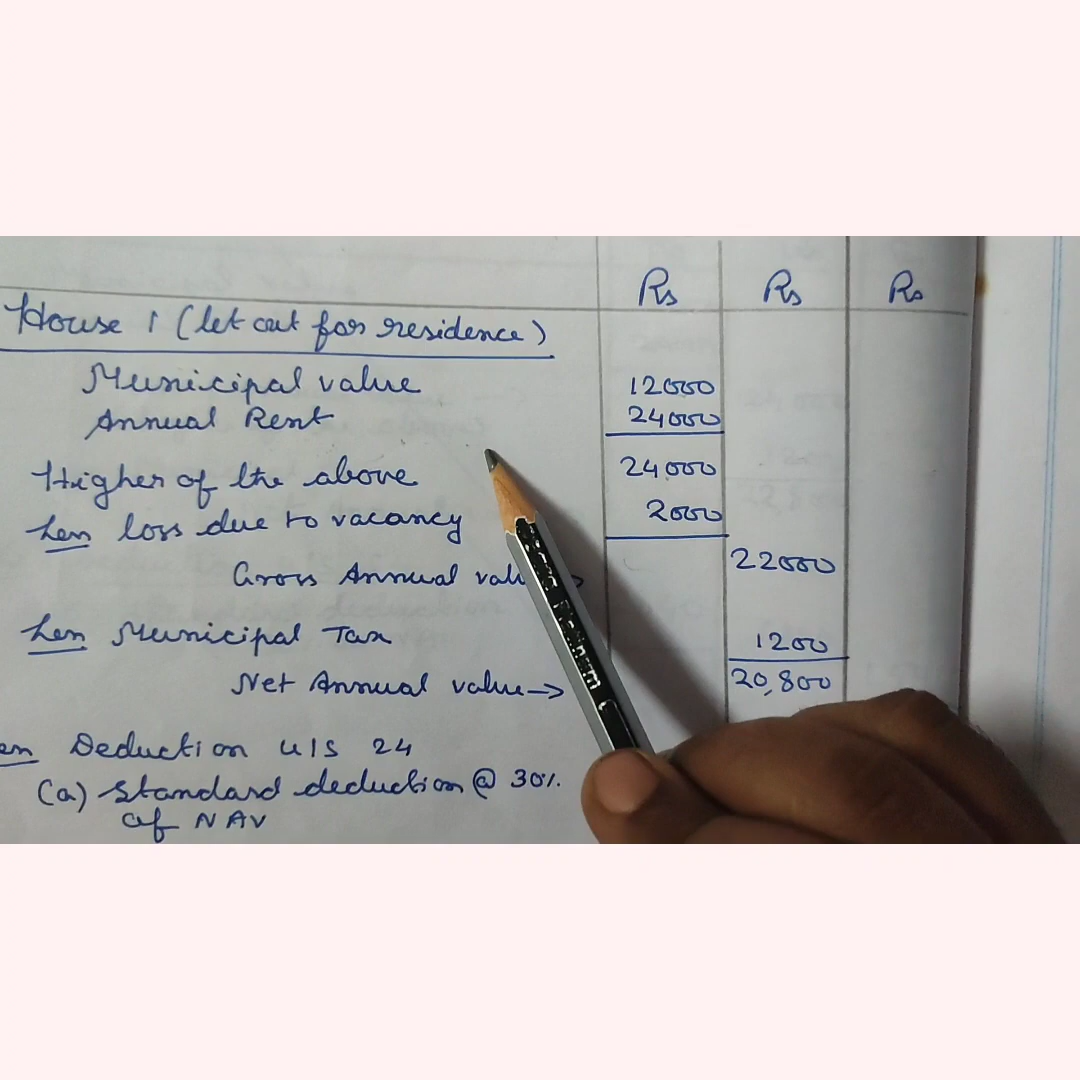 Rs Rs Rs
House 1 (let out for residence)
Municipal value 12000
Annual Rent 24000
Higher of the above 24000
Less loss due to vacancy 2000
Gross Annual 22000
Less Municipal Tax 1200
Net Annual value→ 20,800
Deduction u/s 24
(a) Standard deduction @ 30%.
of NAV
Platinum